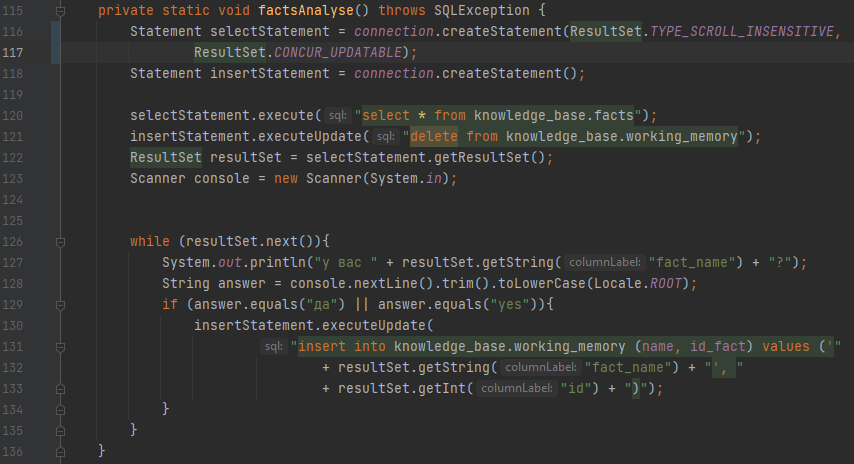 115 private static void factsAnalyse() throws SQLException {
116 Statement selectStatement = connection.createStatement(ResultSet.TYPE_SCROLL_INSENSITIVE,
117 ResultSet.CONCUR_UPDATABLE);
118 Statement insertStatement = connection.createStatement();
119
120 selectStatement.execute( sql: "select * from knowledge_base.facts");
121 insertStatement.executeUpdate( sql: "delete from knowledge_base.working_memory");
122 ResultSet resultSet = selectStatement.getResultSet();
123 Scanner console = new Scanner(System.in);
124
125
126 while (resultSet.next()){
127 System.out.println("у вас " + resultSet.getString( columnLabel: "fact_name") + "?");
128 String answer = console.nextLine().trim().toLowerCase(Locale.ROOT);
129 if (answer.equals("да") || answer.equals("yes")){
130 insertStatement.executeUpdate(
131 sql: "insert into knowledge_base.working_memory (name, id_fact) values ('"
132 + resultSet.getString( columnLabel: "fact_name") + "', "
133 + resultSet.getInt( columnLabel: "id") + ")");
134 }
135 }
136 }